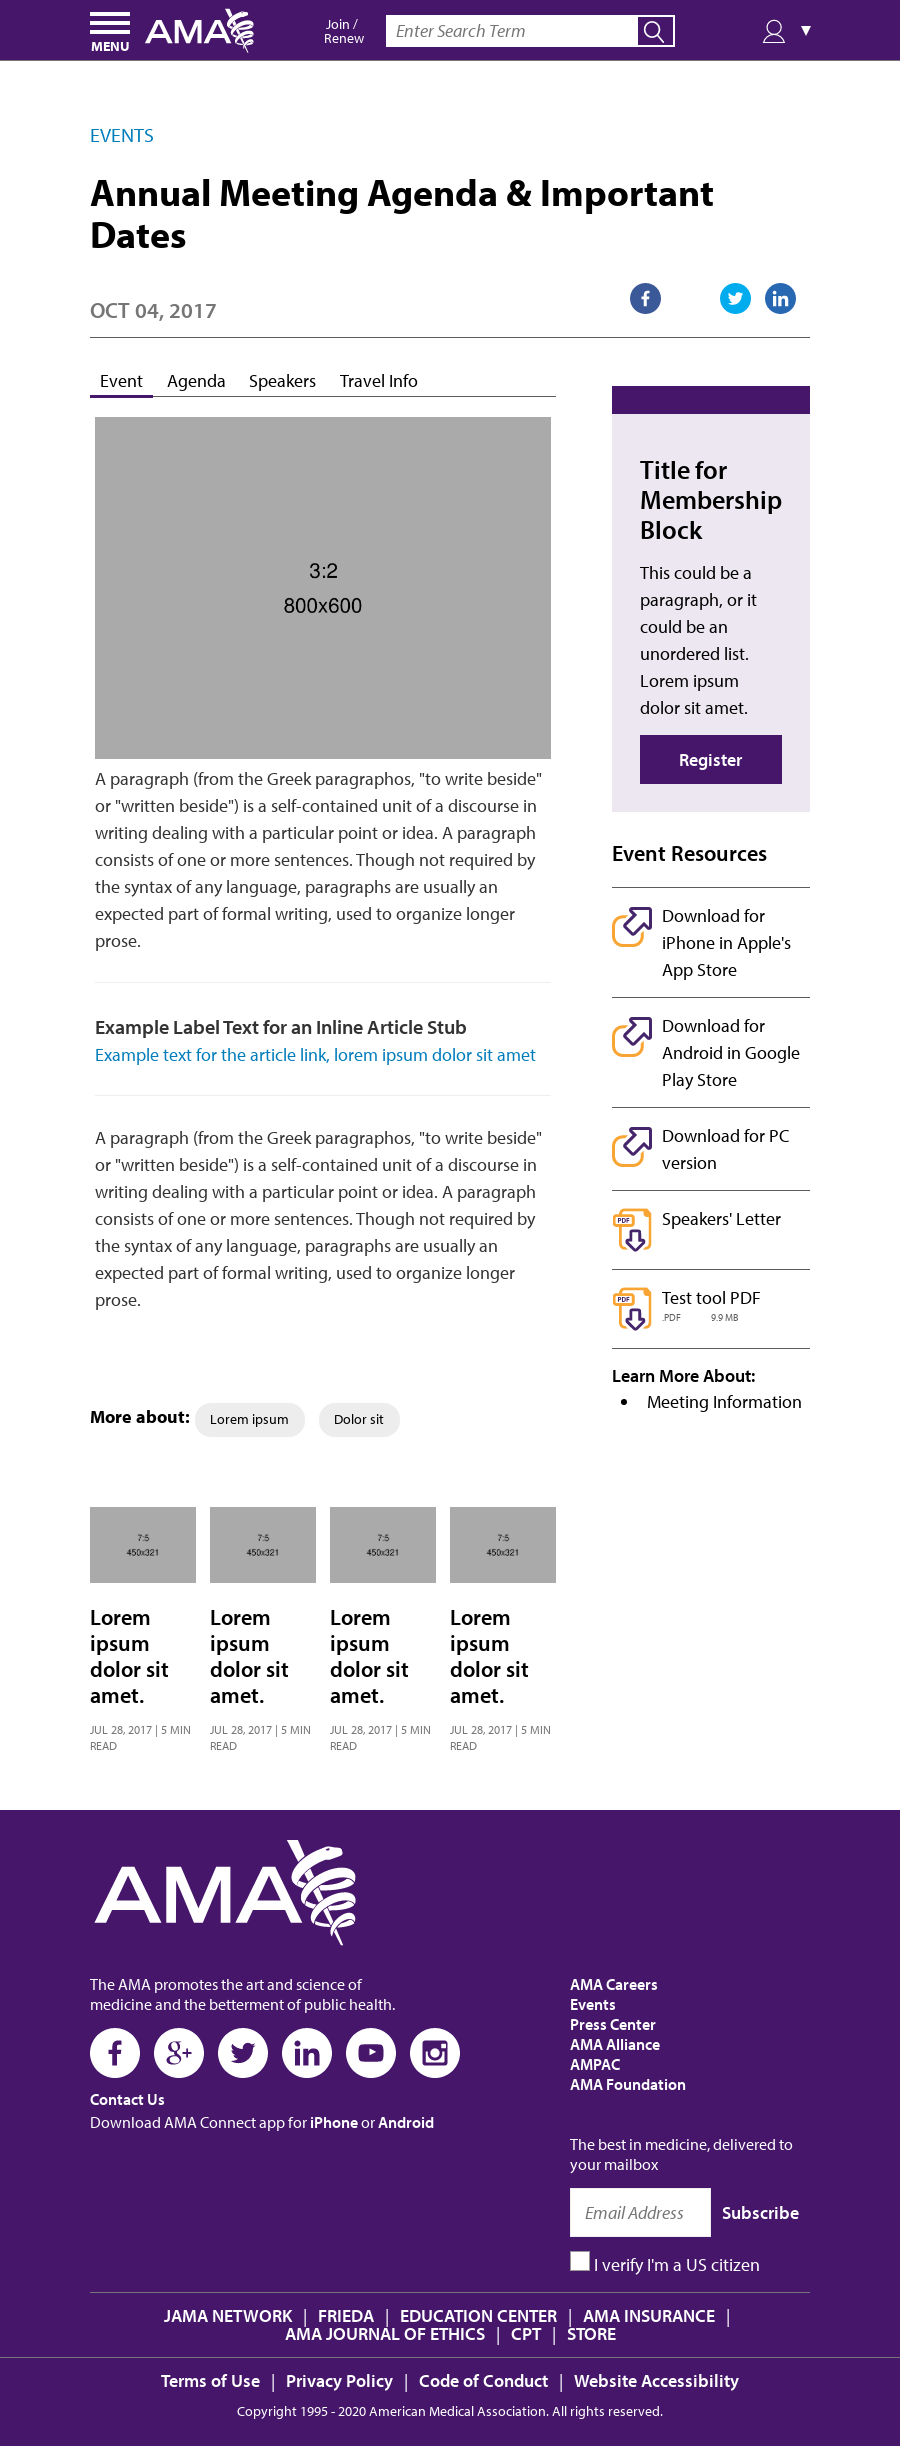 MENU
AMA
Join /
Renew
Enter Search Term
EVENTS
Annual Meeting Agenda & Important
Dates
OCT 04, 2017
Event Agenda Speakers Travel Info
3:2
800x600
A paragraph (from the Greek paragraphos, "to write beside"
or "written beside") is a self-contained unit of a discourse in
writing dealing with a particular point or idea. A paragraph
consists of one or more sentences. Though not required by
the syntax of any language, paragraphs are usually an
expected part of formal writing, used to organize longer
prose.
Example Label Text for an Inline Article Stub
Example text for the article link, lorem ipsum dolor sit amet
A paragraph (from the Greek paragraphos, "to write beside"
or "written beside") is a self-contained unit of a discourse in
writing dealing with a particular point or idea. A paragraph
consists of one or more sentences. Though not required by
the syntax of any language, paragraphs are usually an
expected part of formal writing, used to organize longer
prose.
More about: Lorem ipsum Dolor sit
Title for
Membership
Block
This could be a
paragraph, or it
could be an
unordered list.
Lorem ipsum
dolor sit amet.
Register
Event Resources
Download for
iPhone in Apple's
App Store
Download for
Android in Google
Play Store
Download for PC
version
PDF
Speakers' Letter
PDF
Test tool PDF
.PDF 9.9 MB
Learn More About:
• Meeting Information
7:5
450x321
Lorem
ipsum
dolor sit
amet.
JUL 28, 2017 | 5 MIN
READ
7:5
450x321
Lorem
ipsum
dolor sit
amet.
JUL 28, 2017 | 5 MIN
READ
7:5
450x321
Lorem
ipsum
dolor sit
amet.
JUL 28, 2017 | 5 MIN
READ
7:5
450x321
Lorem
ipsum
dolor sit
amet.
JUL 28, 2017 | 5 MIN
READ
AMA
The AMA promotes the art and science of
medicine and the betterment of public health.
Contact Us
Download AMA Connect app for iPhone or Android
AMA Careers
Events
Press Center
AMA Alliance
AMPAC
AMA Foundation
The best in medicine, delivered to
your mailbox
Email Address Subscribe
I verify I'm a US citizen
JAMA NETWORK | FRIEDA | EDUCATION CENTER | AMA INSURANCE |
AMA JOURNAL OF ETHICS | CPT | STORE
Terms of Use | Privacy Policy | Code of Conduct | Website Accessibility
Copyright 1995 - 2020 American Medical Association. All rights reserved.